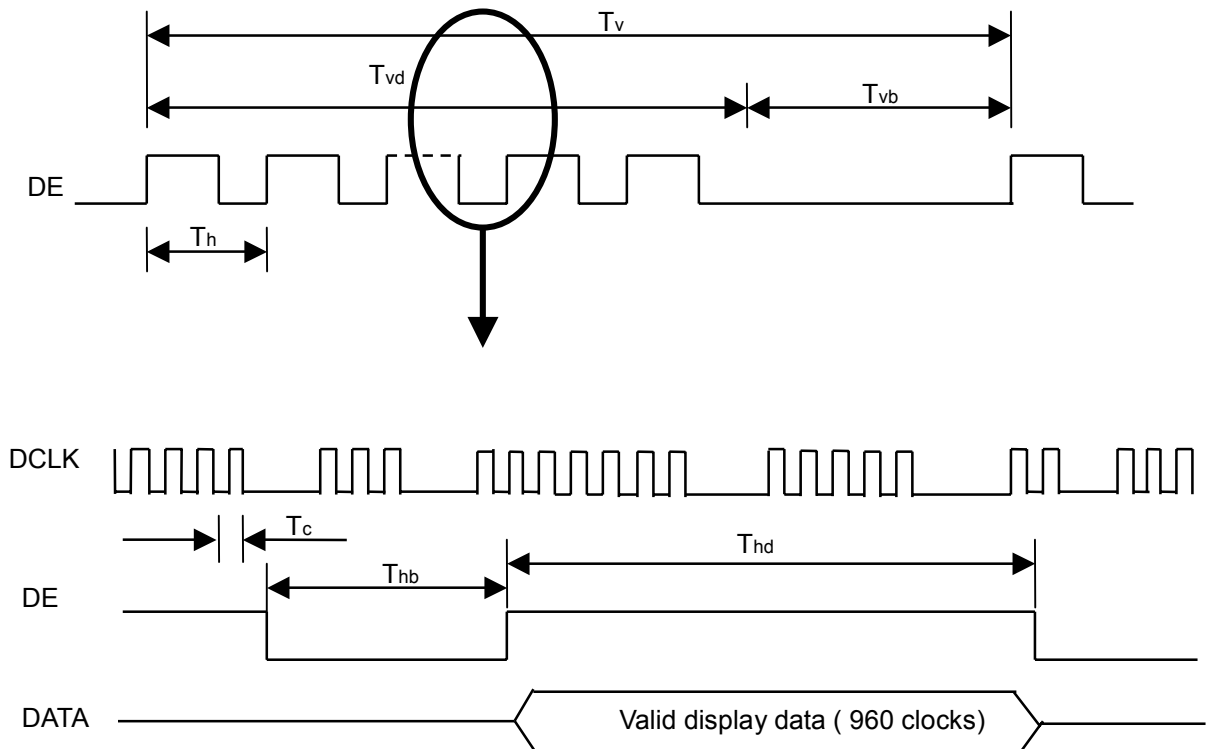 Tv
Tvd
Tvb
DE
Th
DCLK
Tc
Thd
Thb
DE
DATA
Valid display data ( 960 clocks)